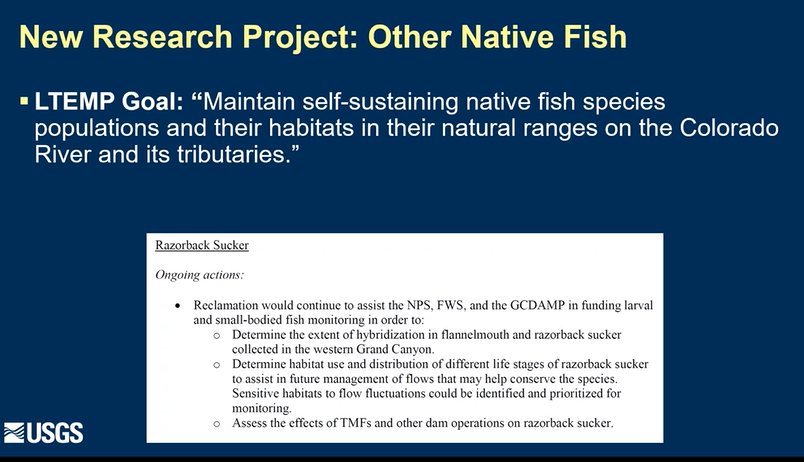 New Research Project: Other Native Fish
▪ LTEMP Goal: “Maintain self-sustaining native fish species
populations and their habitats in their natural ranges on the Colorado
River and its tributaries.”
Razorback Sucker
Ongoing actions:
• Reclamation would continue to assist the NPS, FWS, and the GCDAMP in funding larval
and small-bodied fish monitoring in order to:
o Determine the extent of hybridization in flannelmouth and razorback sucker
collected in the western Grand Canyon.
o Determine habitat use and distribution of different life stages of razorback sucker
to assist in future management of flows that may help conserve the species.
Sensitive habitats to flow fluctuations could be identified and prioritized for
monitoring.
o Assess the effects of TMFs and other dam operations on razorback sucker.
USGS